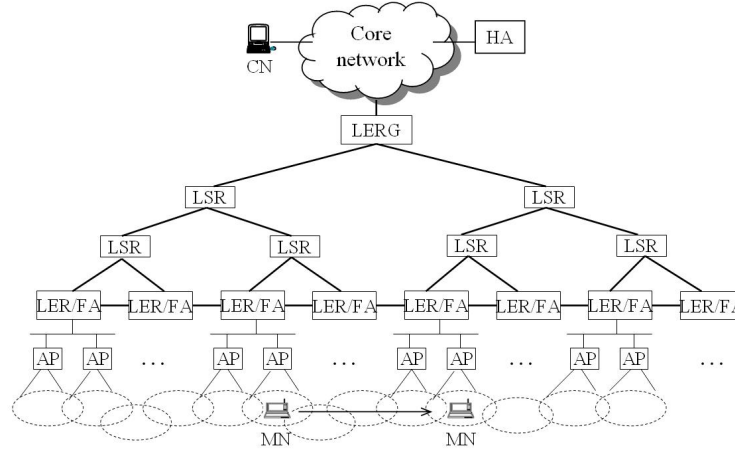 Core
network
HA
CN
LERG
LSR
LSR
LSR
LSR
LSR
LSR
LER/FA
LER/FA
LER/FA
LER/FA
LER/FA
LER/FA
LER/FA
LER/FA
AP
AP
...
AP
AP
...
AP
AP
...
AP
AP
...
MN
MN